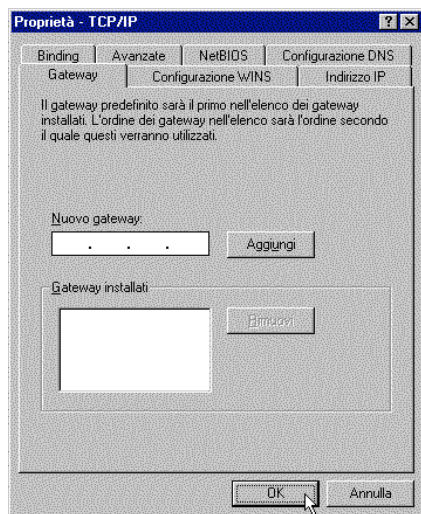 Proprietà - TCP/IP
Binding Avanzate NetBIOS Configurazione DNS
Gateway Configurazione WINS Indirizzo IP
Il gateway predefinito sarà il primo nell'elenco dei gateway
installati. L'ordine dei gateway nell'elenco sarà l'ordine secondo
il quale questi verranno utilizzati.
Nuovo gateway:
. . . Aggiungi
Gateway installati
Rimuovi
OK Annulla